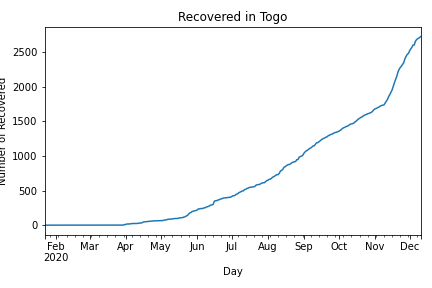 Recovered in Togo
Number of Recovered
2500
2000
1500
1000
500
0
Feb Mar Apr May Jun Jul Aug Sep Oct Nov Dec
2020
Day